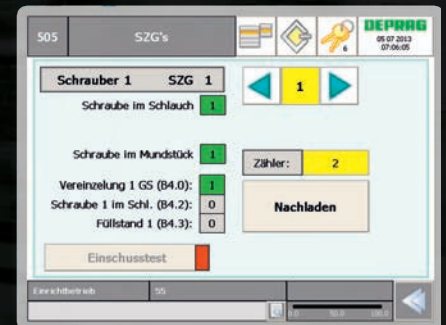 505 SZG's 6 DEPRAG
05 07 2013
07:06:05
Schrauber 1 SZG 1
1
Schraube im Schlauch 1
Schraube im Mundstück 1
Zähler: 2
Vereinzelung 1 GS (B4.0): 1
Schraube 1 im Schl. (B4.2): 0
Nachladen
Füllstand 1 (B4.3): 0
Einschusstest
Einrichtbetrieb 55
0.0 50.0 100.0